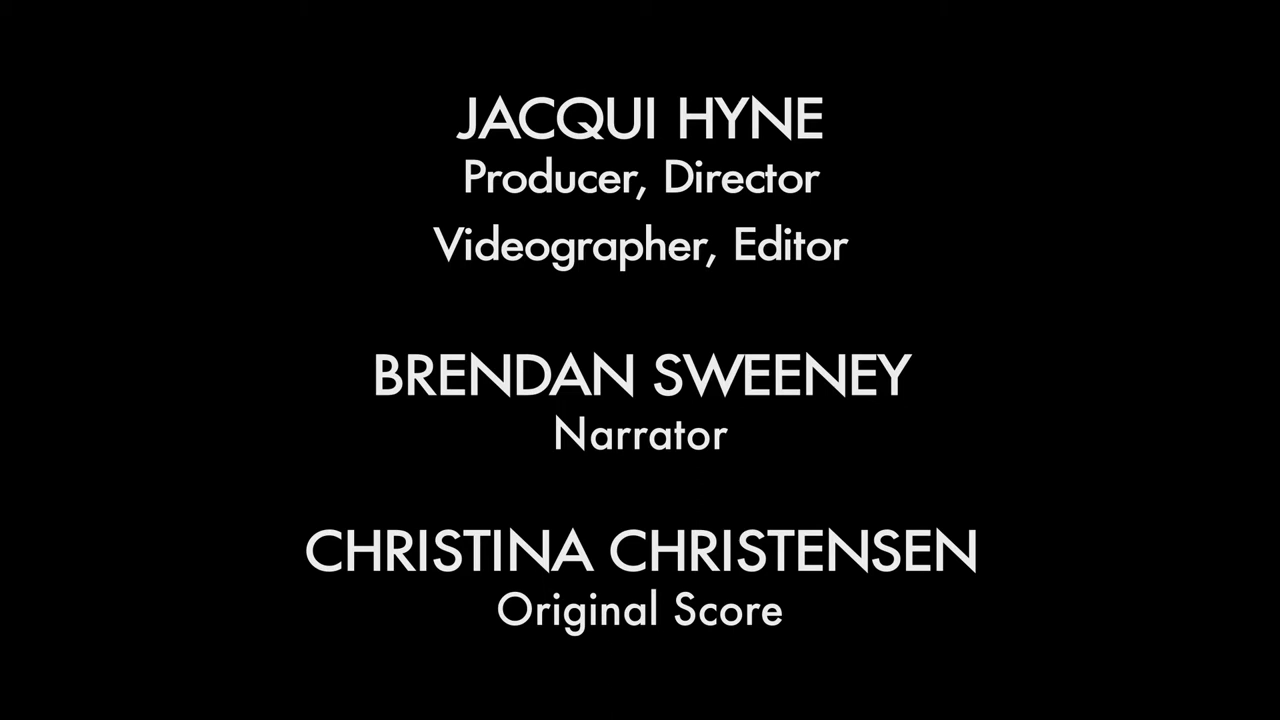 JACQUI HYNE
Producer, Director
Videographer, Editor
BRENDAN SWEENEY
Narrator
CHRISTINA CHRISTENSEN
Original Score